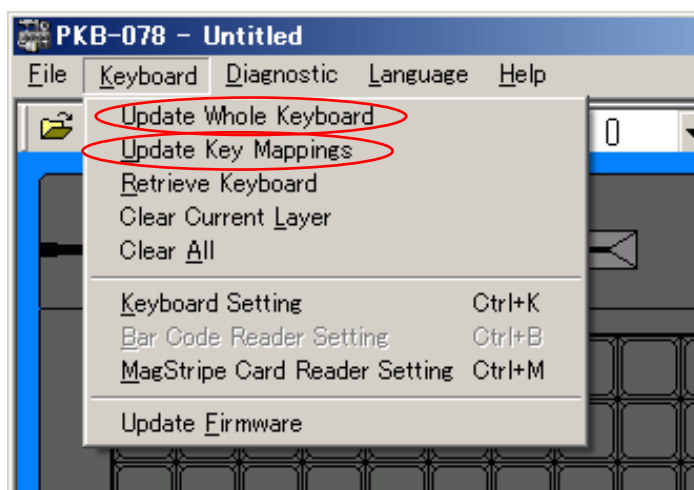 PKB-078 - Untitled
File Keyboard Diagnostic Language Help
0
Update Whole Keyboard
Update Key Mappings
Retrieve Keyboard
Clear Current Layer
Clear All
Keyboard Setting Ctrl+K
Bar Code Reader Setting Ctrl+B
MagStripe Card Reader Setting Ctrl+M
Update Firmware